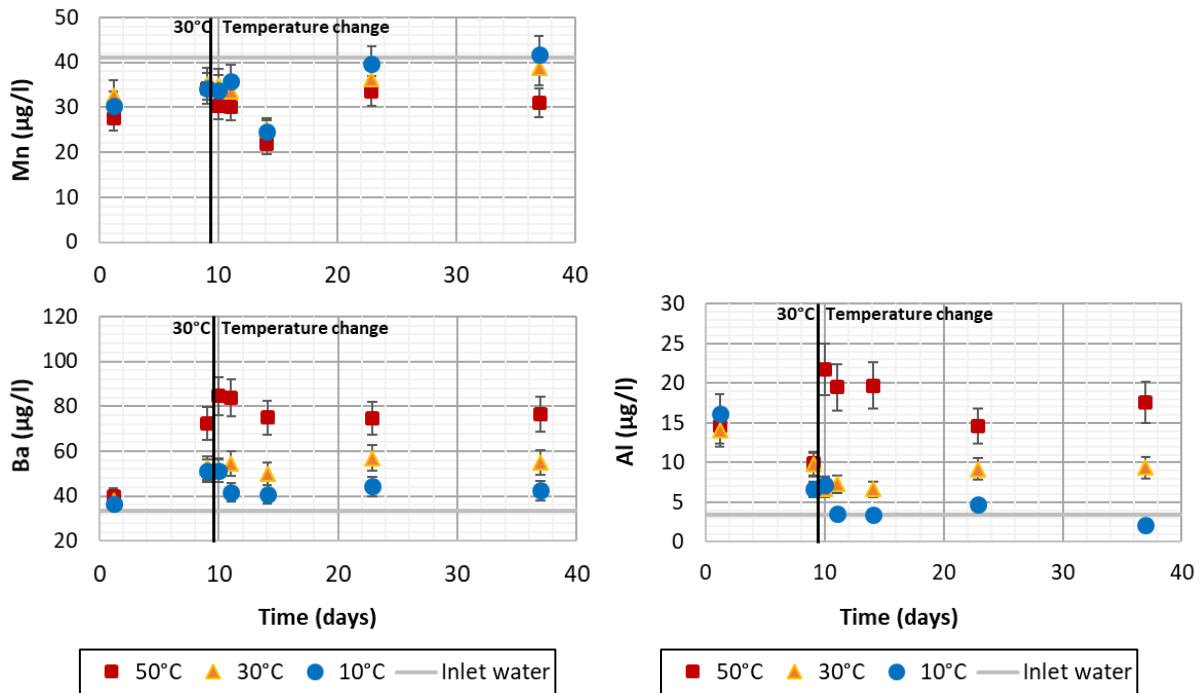 30°C Temperature change
Mn (µg/l)
50
40
30
20
10
0
0 10 20 30 40
30°C Temperature change
Ba (µg/l)
120
100
80
60
40
20
0 10 20 30 40
Time (days)
50°C 30°C 10°C Inlet water
30°C Temperature change
Al (µg/l)
30
25
20
15
10
5
0
0 10 20 30 40
Time (days)
50°C 30°C 10°C Inlet water